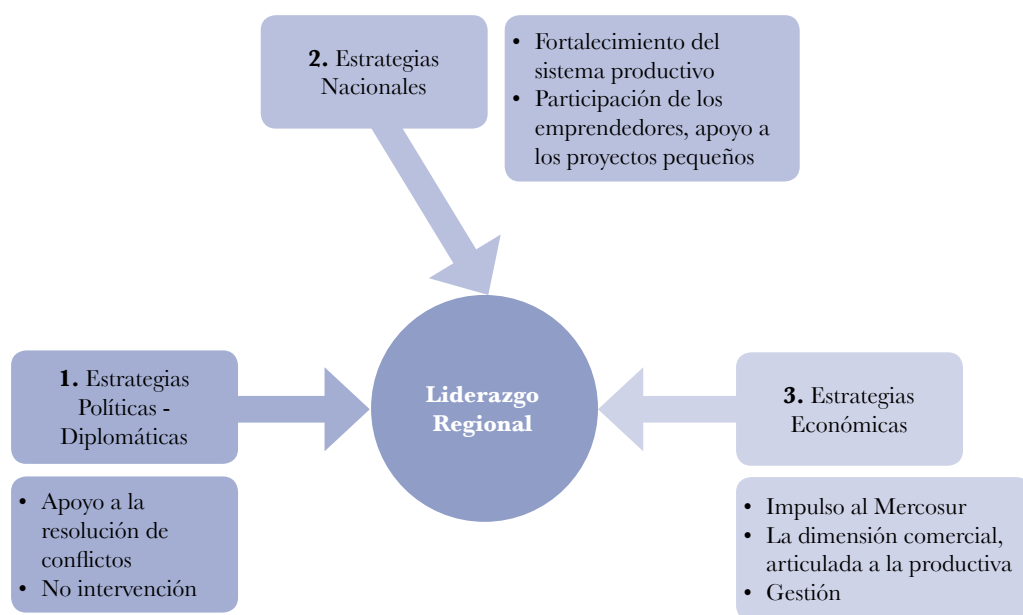 2. Estrategias
Nacionales
• Fortalecimiento del
sistema productivo
• Participación de los
emprendedores, apoyo a
los proyectos pequeños
Liderazgo
Regional
1. Estrategias
Políticas -
Diplomáticas
• Apoyo a la
resolución de
conflictos
• No intervención
3. Estrategias
Económicas
• Impulso al Mercosur
• La dimensión comercial,
articulada a la productiva
• Gestión